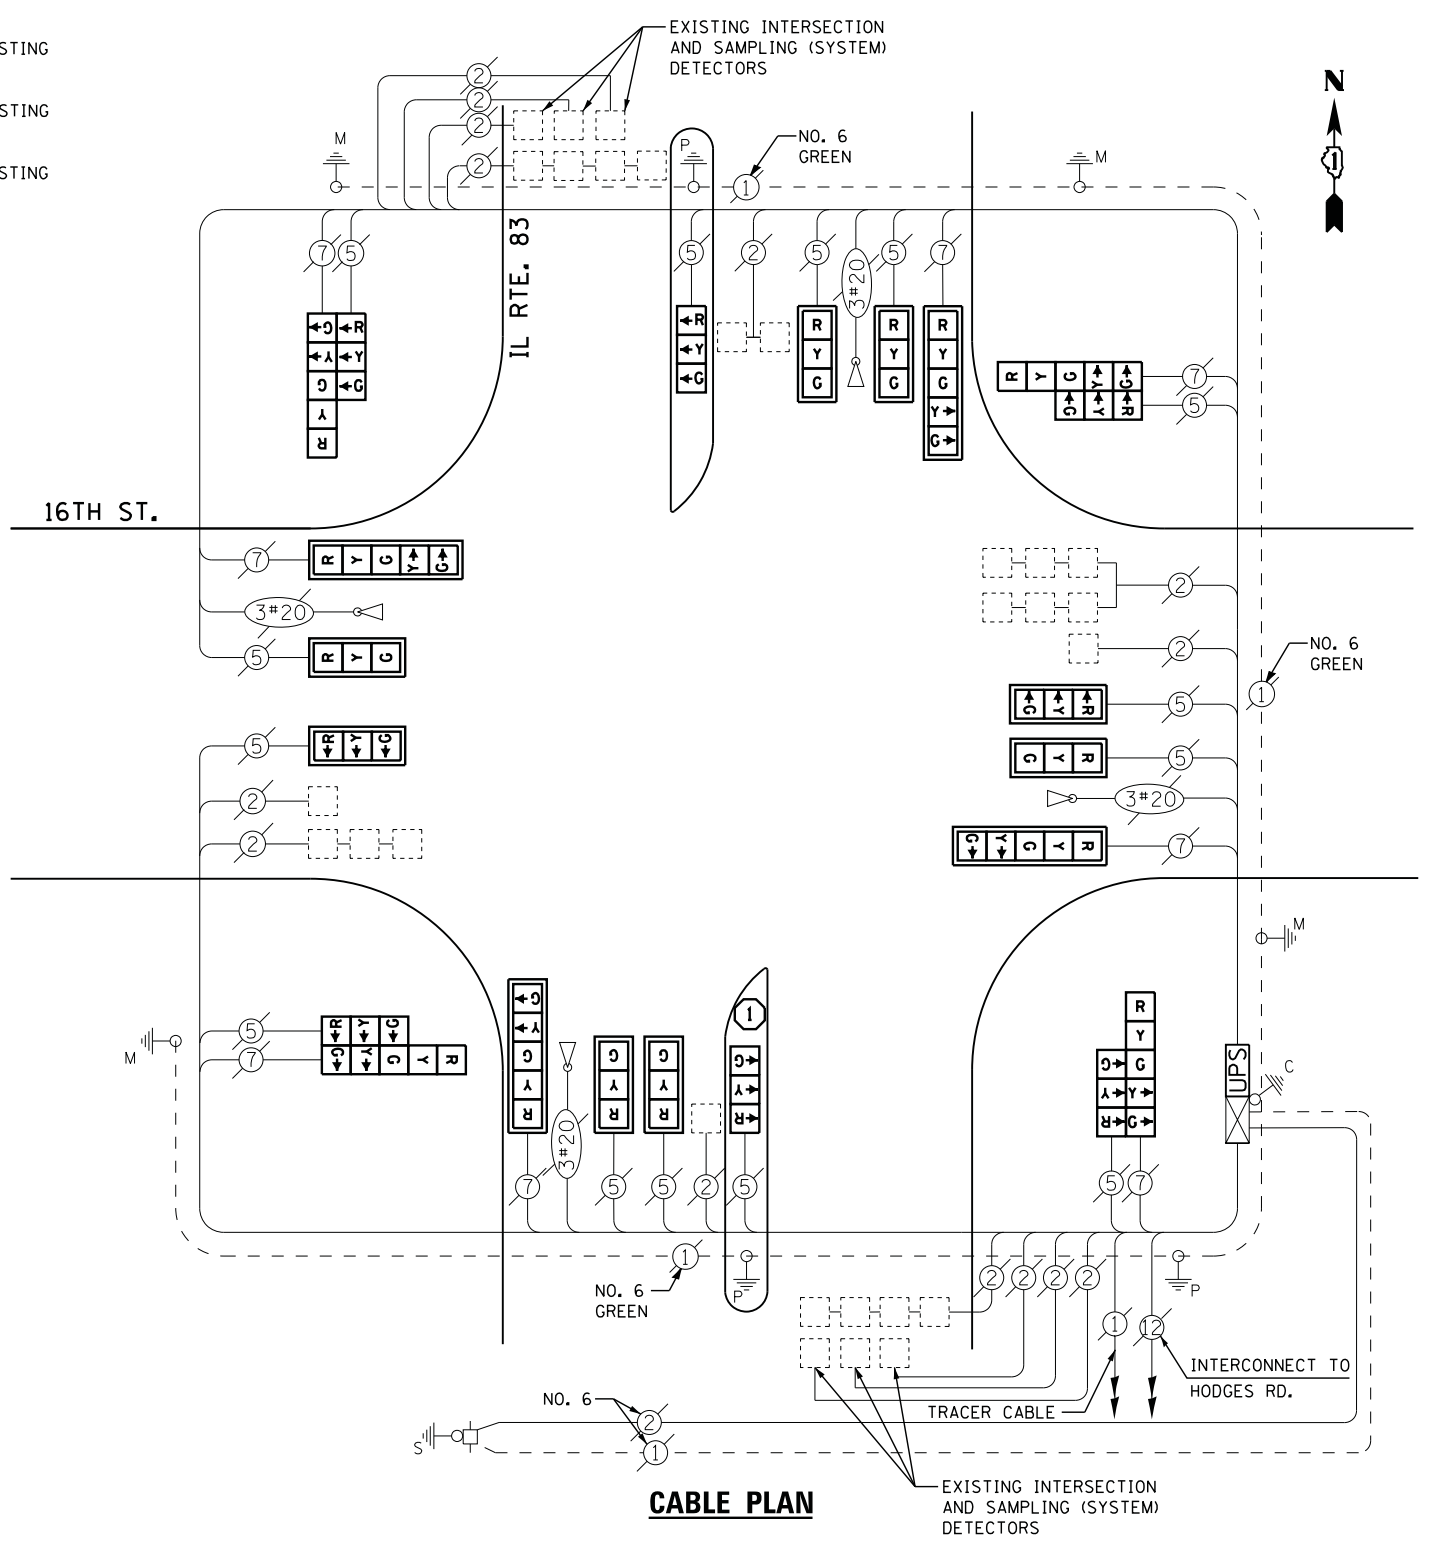 STING
STING
STING
EXISTING INTERSECTION
AND SAMPLING (SYSTEM)
DETECTORS
N
1
2
2
2
2
M
P
NO. 6
GREEN
1
M
IL RTE. 83
7
5
5
2
5
3#20
5
7
G R
Y Y
G G
Y
R
R
Y
G
R
Y
G
R
Y
G
R
Y
G
Y
G
R Y G Y G
7
G Y R
5
16TH ST.
7
R Y G Y G
3#20
5
R Y G
5
R Y G
2
2
2
2
NO. 6
GREEN
1
G Y R
5
G Y R
5
3#20
G Y G Y R
7
M
M
5
R Y G
7
G Y G Y R
G
Y
G
Y
R
3#20
G
Y
R
G
Y
R
1
G
Y
R
7
5
5
2
5
R
Y
G G
Y Y
R G
5
7
UPS
C
NO. 6
GREEN
1
P
P
2
2
2
2
1
12
INTERCONNECT TO
HODGES RD.
TRACER CABLE
NO. 6
2
1
S
EXISTING INTERSECTION
AND SAMPLING (SYSTEM)
DETECTORS
CABLE PLAN